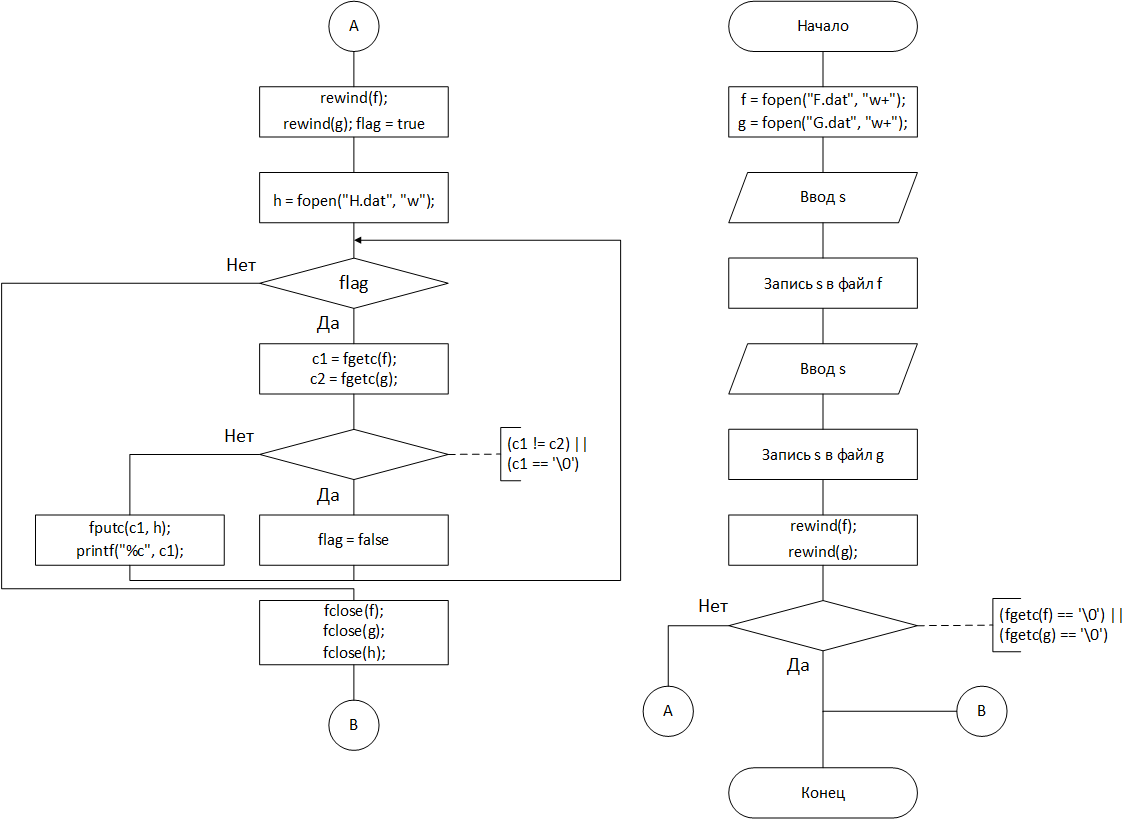 A
rewind(f);
rewind(g); flag = true
h = fopen("H.dat", "w");
Нет
flag
Да
c1 = fgetc(f);
c2 = fgetc(g);
Нет
(c1 != c2) ||
(c1 == '\0')
Да
fputc(c1, h);
printf("%c", c1);
flag = false
fclose(f);
fclose(g);
fclose(h);
B
Начало
f = fopen("F.dat", "w+");
g = fopen("G.dat", "w+");
Ввод s
Запись s в файл f
Ввод s
Запись s в файл g
rewind(f);
rewind(g);
Нет
(fgetc(f) == '\0') ||
(fgetc(g) == '\0')
Да
A
B
Конец